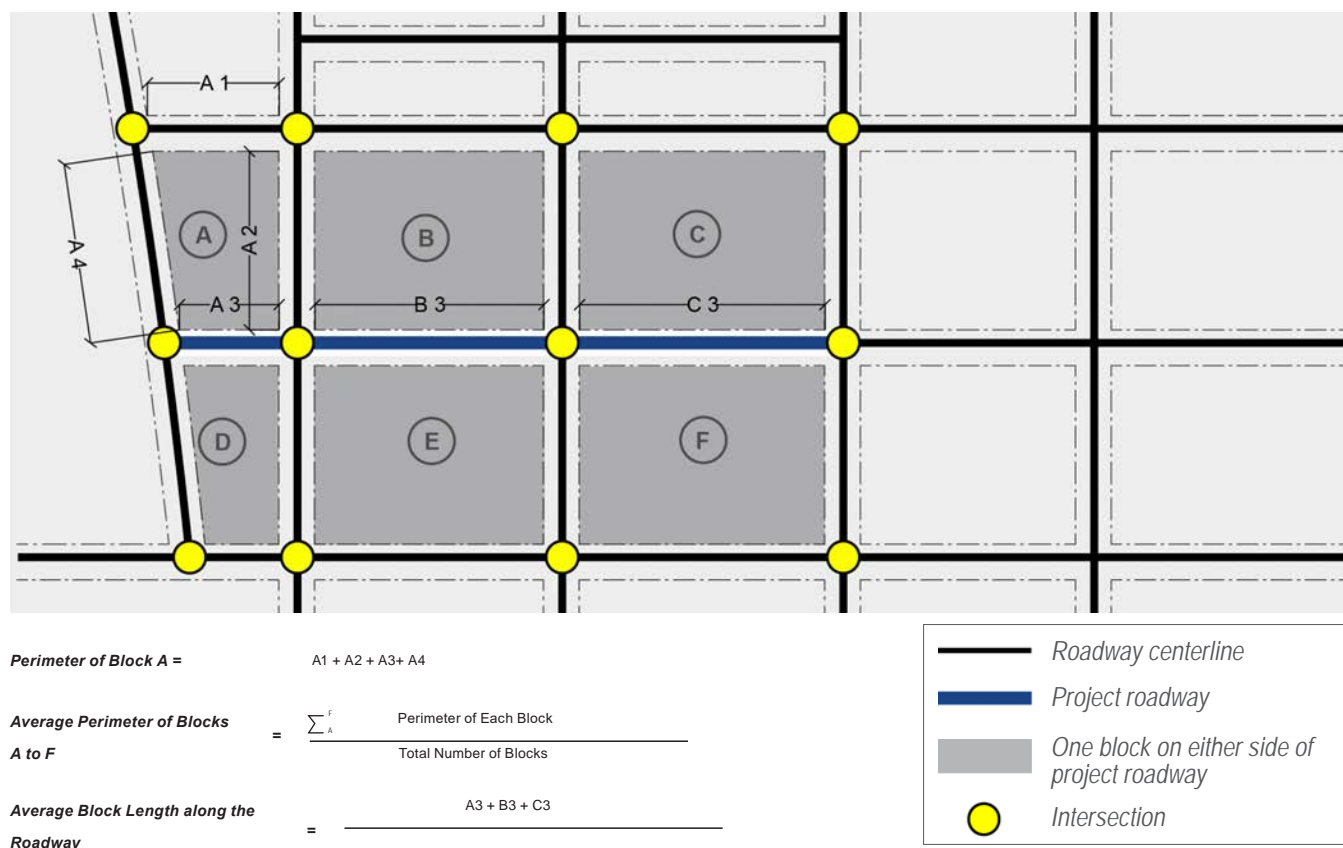 A 1
A 4
A
A 2
B
C
A 3
B 3
C 3
D
E
F
Perimeter of Block A =
A1 + A2 + A3+ A4
Average Perimeter of Blocks
A to F
=
∑ F A
Perimeter of Each Block
Total Number of Blocks
Average Block Length along the
Roadway
=
A3 + B3 + C3
Roadway centerline
Project roadway
One block on either side of
project roadway
Intersection